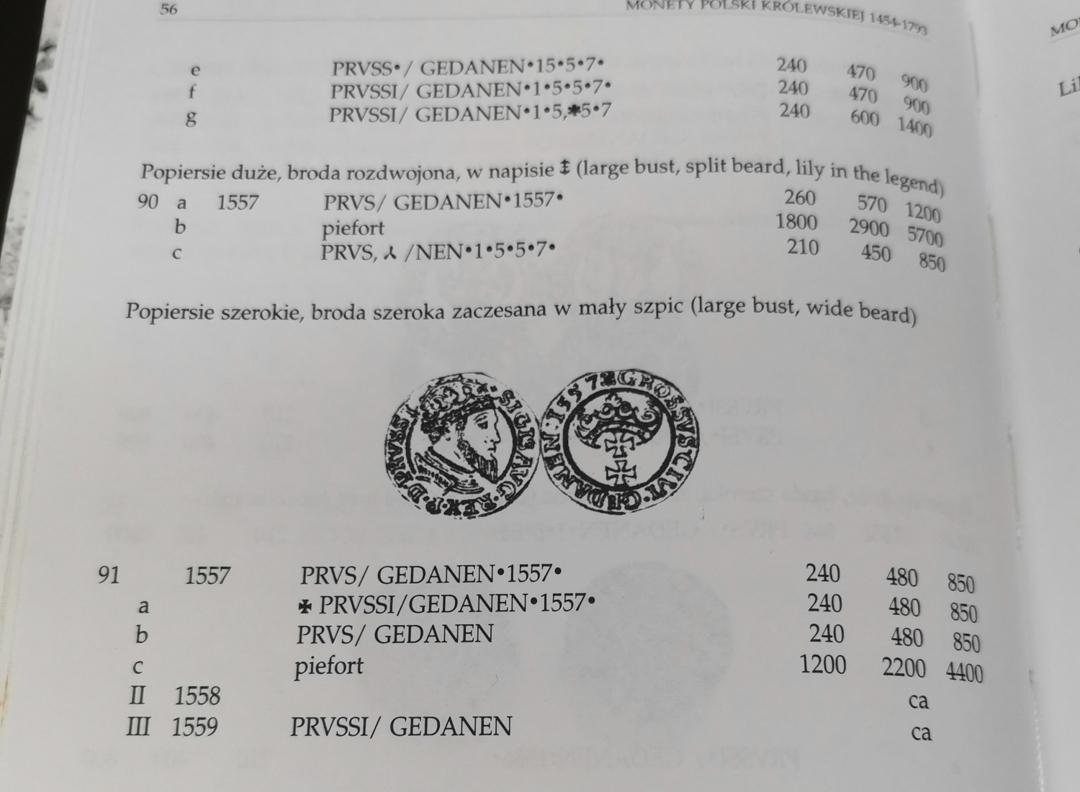 56 MONETY POLSKI KRÓLEWSKIEJ 1454-1793
e PRVSS•/ GEDANEN•15•5•7• 240 470 900
f PRVSSI/ GEDANEN•1•5•5•7• 240 470 900
g PRVSSI/ GEDANEN•1•5,✱5•7 240 600 1400
Popiersie duże, broda rozdwojona, w napisie ⯭ (large bust, split beard, lily in the legend)
90 a 1557 PRVS/ GEDANEN•1557• 260 570 1200
b piefort 1800 2900 5700
c PRVS, ⅄ /NEN•1•5•5•7• 210 450 850
Popiersie szerokie, broda szeroka zaczesana w mały szpic (large bust, wide beard)
91 1557 PRVS/ GEDANEN•1557• 240 480 850
a ✠ PRVSSI/GEDANEN•1557• 240 480 850
b PRVS/ GEDANEN 240 480 850
c piefort 1200 2200 4400
II 1558 ca
III 1559 PRVSSI/ GEDANEN ca
MO
Li